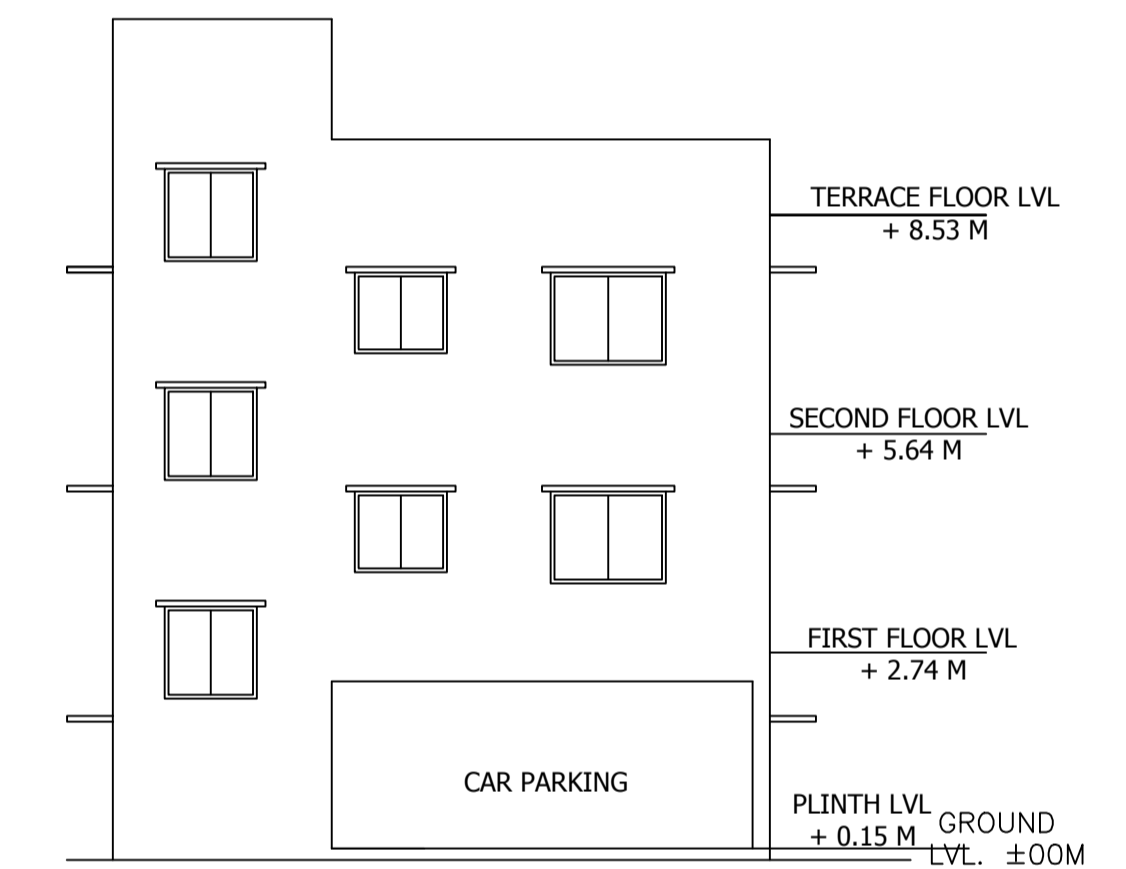 TERRACE FLOOR LVL
+ 8.53 M
SECOND FLOOR LVL
+ 5.64 M
FIRST FLOOR LVL
+ 2.74 M
CAR PARKING
PLINTH LVL
+ 0.15 M
GROUND
LVL. ±00M